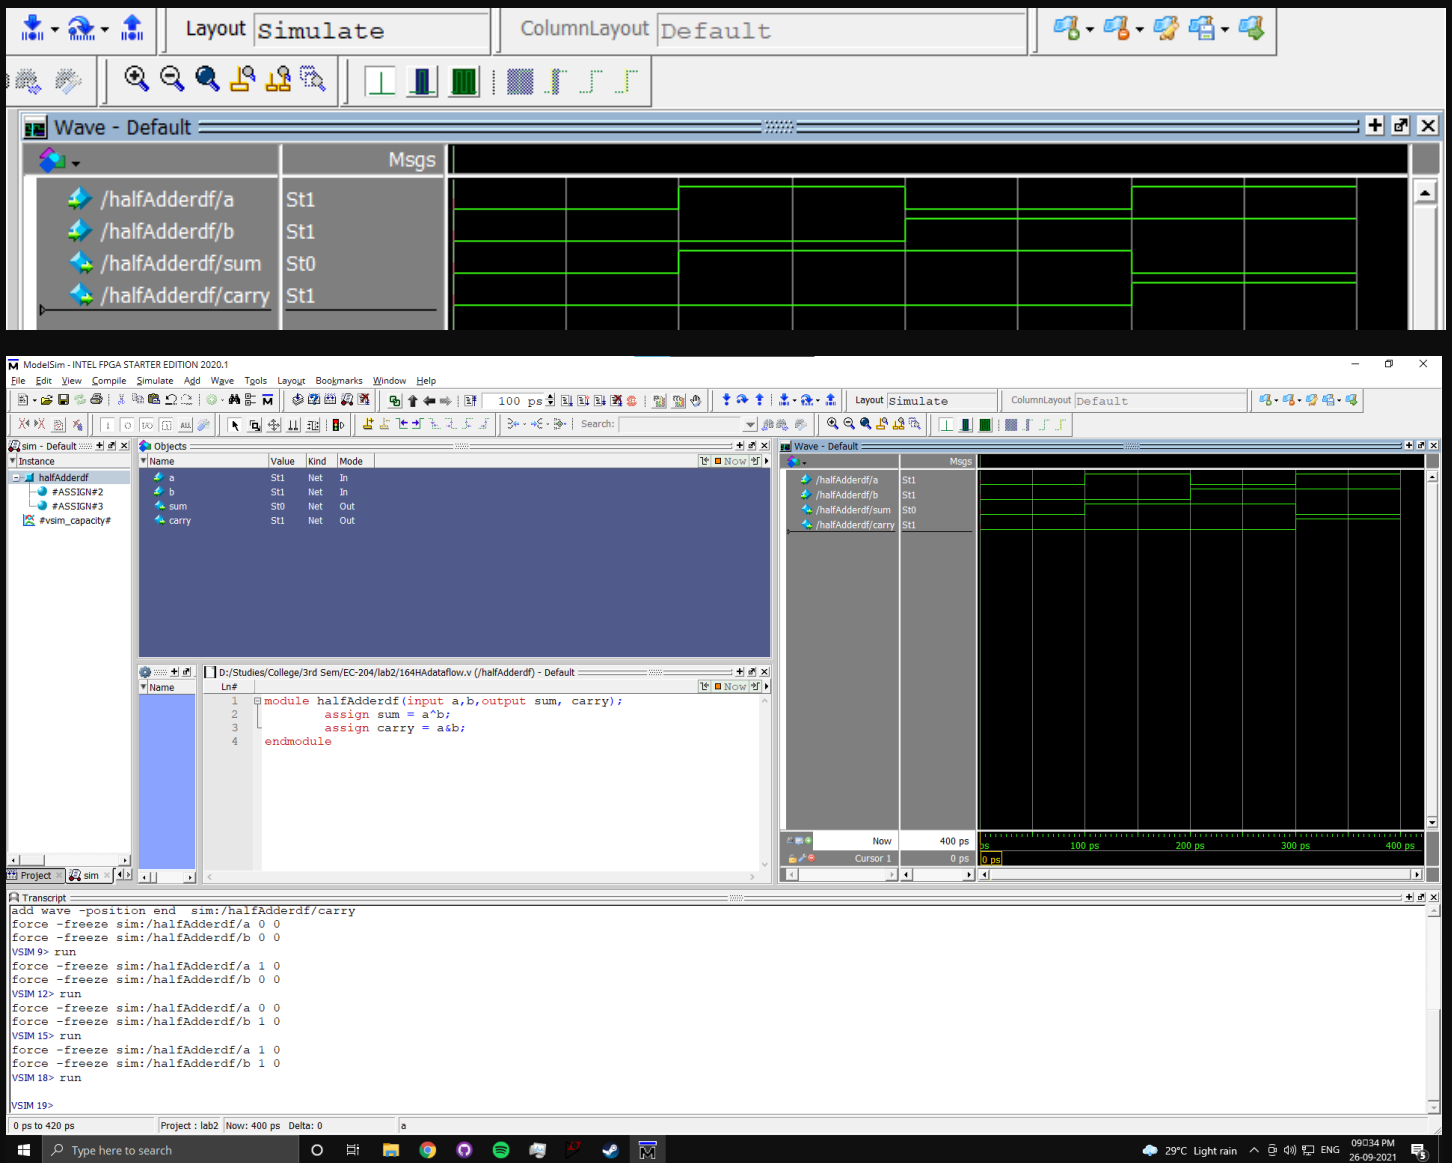 Layout Simulate ColumnLayout Default
Wave - Default
Msgs
/halfAdderdf/a St1
/halfAdderdf/b St1
/halfAdderdf/sum St0
/halfAdderdf/carry St1
ModelSim - INTEL FPGA STARTER EDITION 2020.1
File Edit View Compile Simulate Add Wave Tools Layout Bookmarks Window Help
100 ps Layout Simulate ColumnLayout Default
Search:
sim - Default
Instance
halfAdderdf
#ASSIGN#2
#ASSIGN#3
#vsim_capacity#
Project sim
Objects
Name Value Kind Mode Now
a St1 Net In
b St1 Net In
sum St0 Net Out
carry St1 Net Out
Name
D:/Studies/College/3rd Sem/EC-204/lab2/164HAdataflow.v (/halfAdderdf) - Default
Ln# Now
1 module halfAdderdf(input a,b,output sum, carry);
2 assign sum = a^b;
3 assign carry = a&b;
4 endmodule
Wave - Default
Msgs
/halfAdderdf/a St1
/halfAdderdf/b St1
/halfAdderdf/sum St0
/halfAdderdf/carry St1
Now 400 ps ps 100 ps 200 ps 300 ps 400 ps
Cursor 1 0 ps 0 ps
Transcript
add wave -position end  sim:/halfAdderdf/carry
force -freeze sim:/halfAdderdf/a 0 0
force -freeze sim:/halfAdderdf/b 0 0
VSIM 9> run
force -freeze sim:/halfAdderdf/a 1 0
force -freeze sim:/halfAdderdf/b 0 0
VSIM 12> run
force -freeze sim:/halfAdderdf/a 0 0
force -freeze sim:/halfAdderdf/b 1 0
VSIM 15> run
force -freeze sim:/halfAdderdf/a 1 0
force -freeze sim:/halfAdderdf/b 1 0
VSIM 18> run
VSIM 19>
0 ps to 420 ps Project : lab2 Now: 400 ps Delta: 0 a
Type here to search 29°C Light rain ENG 09:34 PM
26-09-2021 5